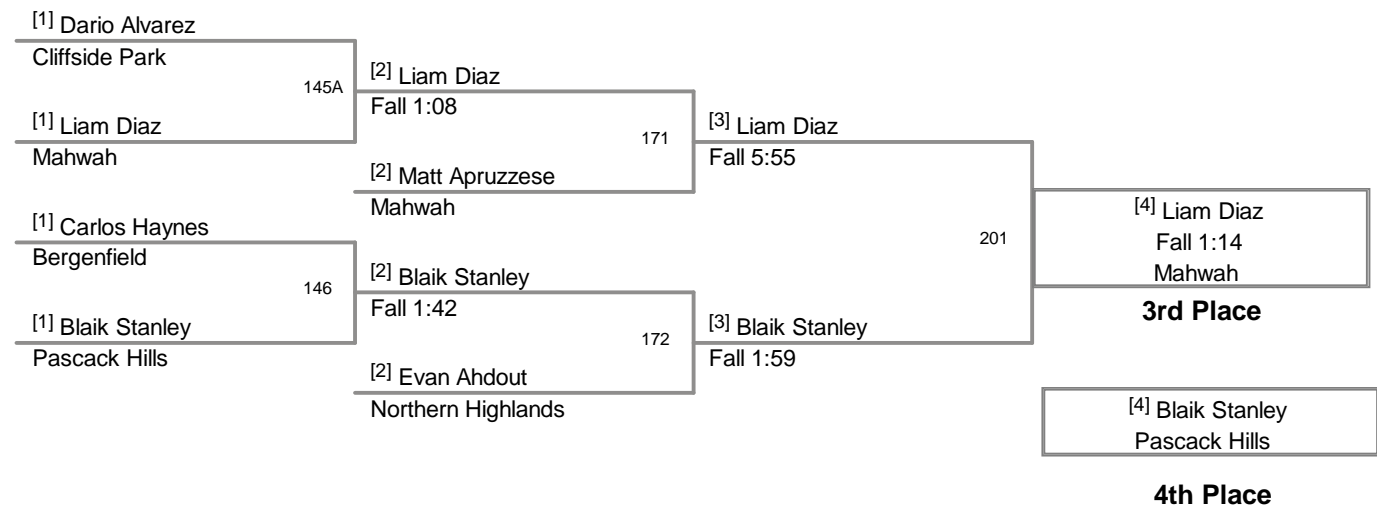 [1] Dario Alvarez
Cliffside Park
145A
[1] Liam Diaz
Mahwah
[2] Liam Diaz
Fall 1:08
171
[2] Matt Apruzzese
Mahwah
[1] Carlos Haynes
Bergenfield
146
[1] Blaik Stanley
Pascack Hills
[2] Blaik Stanley
Fall 1:42
172
[2] Evan Ahdout
Northern Highlands
[3] Liam Diaz
Fall 5:55
201
[3] Blaik Stanley
Fall 1:59
[4] Liam Diaz
Fall 1:14
Mahwah
3rd Place
[4] Blaik Stanley
Pascack Hills
4th Place